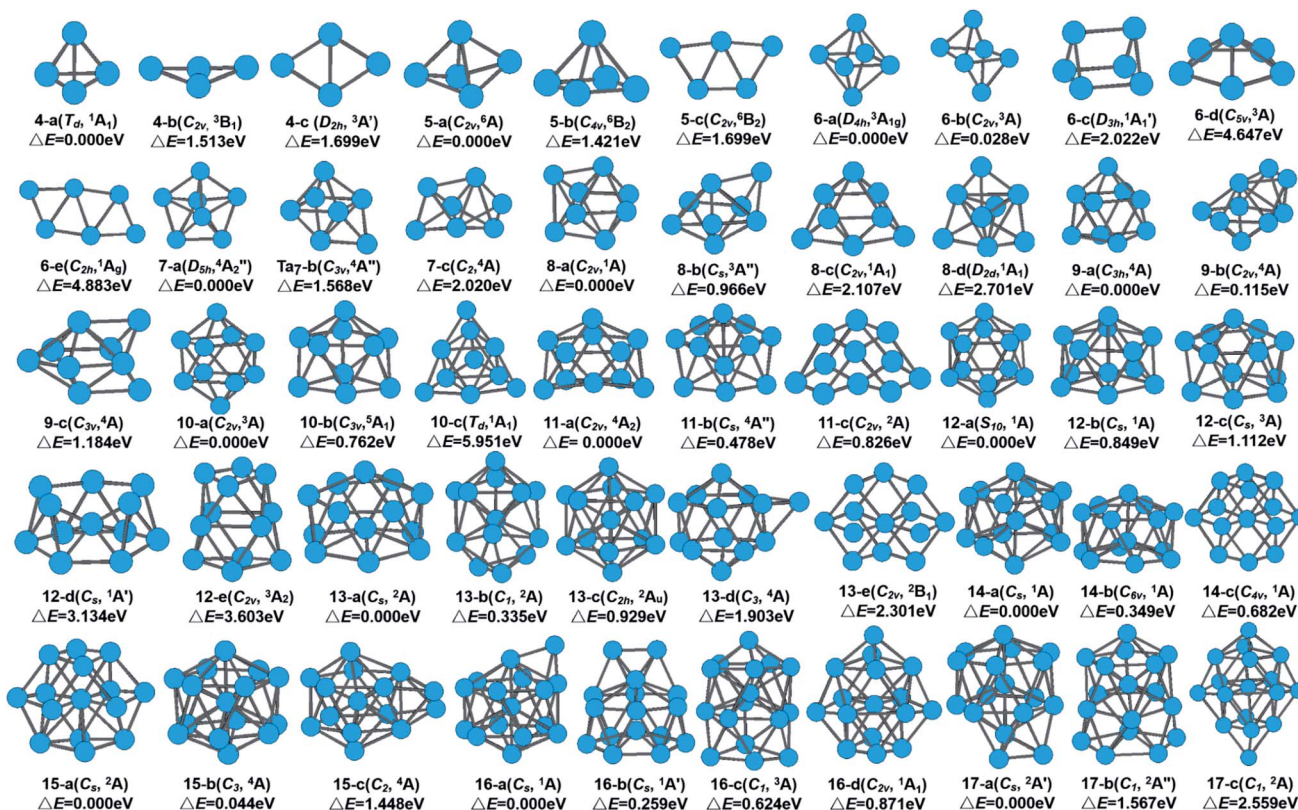 4-a(Td, ¹A₁) 4-b(C2v, ³B₁) 4-c (D2h, ³A') 5-a(C2v,⁶A) 5-b(C4v,⁶B₂) 5-c(C2v,⁶B₂) 6-a(D4h,³A1g) 6-b(C2v,³A) 6-c(D3h,¹A₁') 6-d(C5v,³A)
△E=0.000eV △E=1.513eV △E=1.699eV △E=0.000eV △E=1.421eV △E=1.699eV △E=0.000eV △E=0.028eV △E=2.022eV △E=4.647eV
6-e(C2h,¹Ag) 7-a(D5h,⁴A₂") Ta₇-b(C3v,⁴A") 7-c(C₂,⁴A) 8-a(C2v,¹A) 8-b(Cs,³A") 8-c(C2v,¹A₁) 8-d(D2d,¹A₁) 9-a(C3h,⁴A) 9-b(C2v,⁴A)
△E=4.883eV △E=0.000eV △E=1.568eV △E=2.020eV △E=0.000eV △E=0.966eV △E=2.107eV △E=2.701eV △E=0.000eV △E=0.115eV
9-c(C3v,⁴A) 10-a(C2v,³A) 10-b(C3v,⁵A₁) 10-c(Td,¹A₁) 11-a(C2v, ⁴A₂) 11-b(Cs, ⁴A") 11-c(C2v, ²A) 12-a(S10, ¹A) 12-b(Cs, ¹A) 12-c(Cs, ³A)
△E=1.184eV △E=0.000eV △E=0.762eV △E=5.951eV △E=0.000eV △E=0.478eV △E=0.826eV △E=0.000eV △E=0.849eV △E=1.112eV
12-d(Cs, ¹A') 12-e(C2v, ³A₂) 13-a(Cs, ²A) 13-b(C1, ²A) 13-c(C2h, ²Au) 13-d(C3, ⁴A) 13-e(C2v, ²B₁) 14-a(Cs, ¹A) 14-b(C6v, ¹A) 14-c(C4v, ¹A)
△E=3.134eV △E=3.603eV △E=0.000eV △E=0.335eV △E=0.929eV △E=1.903eV △E=2.301eV △E=0.000eV △E=0.349eV △E=0.682eV
15-a(Cs, ²A) 15-b(C3, ⁴A) 15-c(C2, ⁴A) 16-a(Cs, ¹A) 16-b(Cs, ¹A') 16-c(C1, ³A) 16-d(C2v, ¹A₁) 17-a(Cs, ²A') 17-b(C1, ²A") 17-c(C1, ²A)
△E=0.000eV △E=0.044eV △E=1.448eV △E=0.000eV △E=0.259eV △E=0.624eV △E=0.871eV △E=0.000eV △E=1.567eV △E=2.559eV